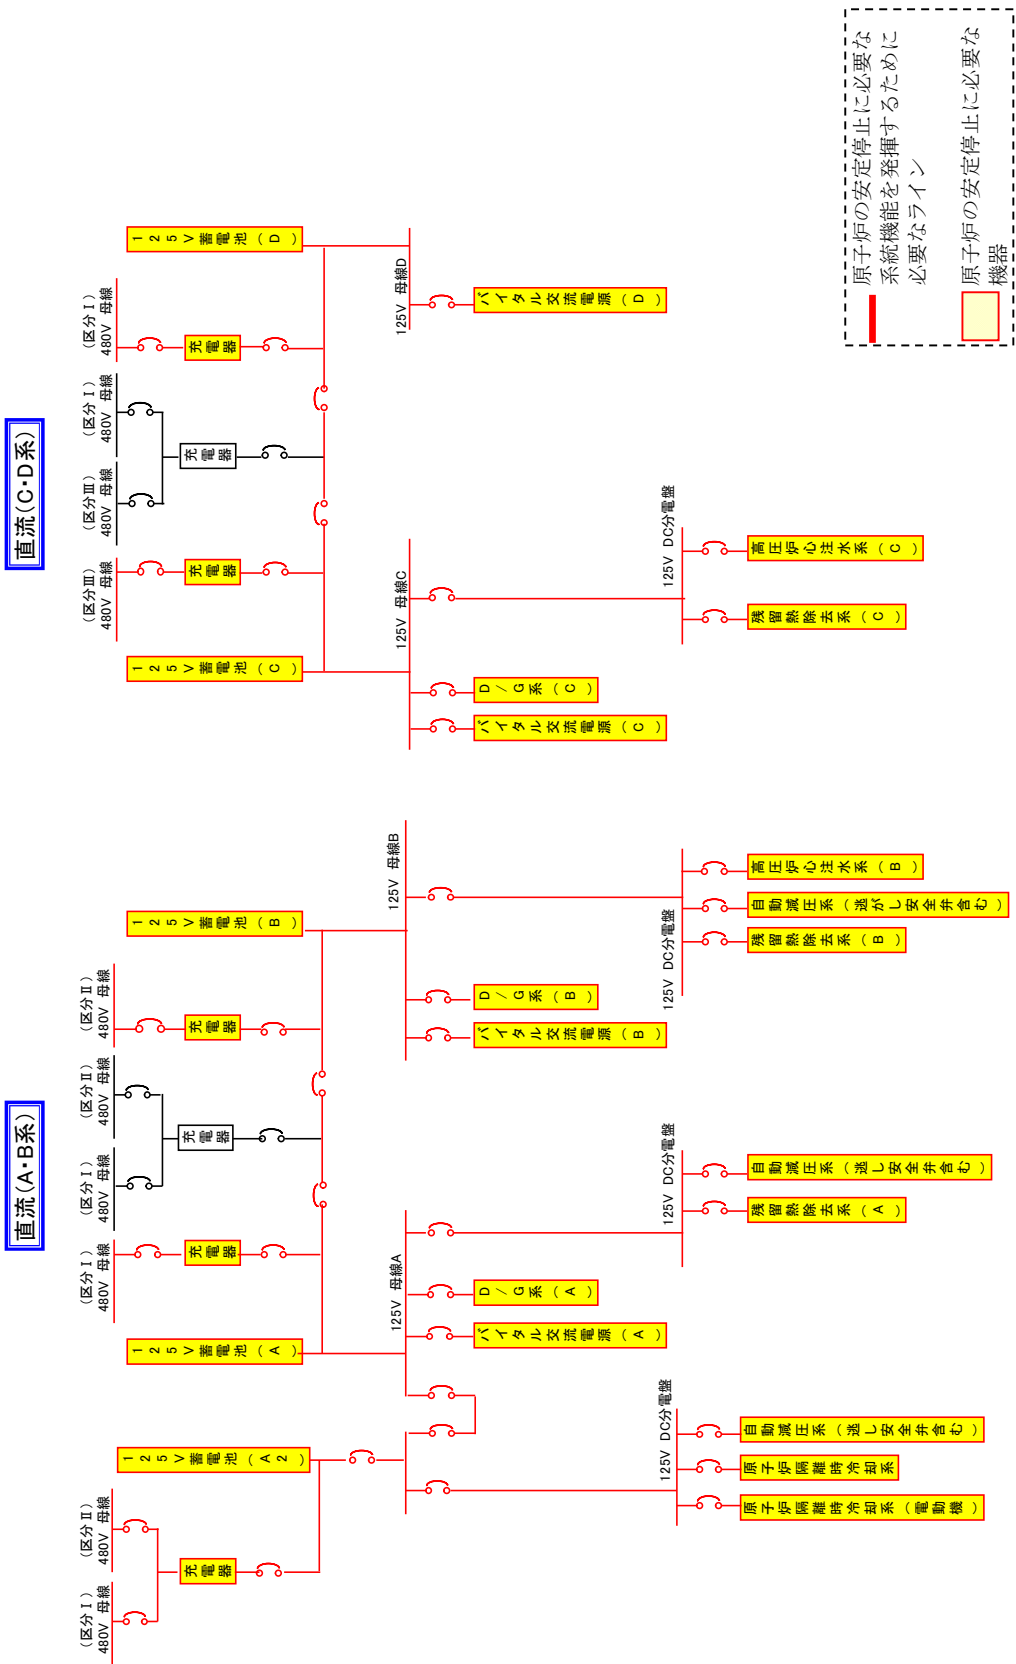 直流(A・B系)
(区分Ⅰ)
480V 母線
(区分Ⅱ)
480V 母線
充電器
125V蓄電池(A2)
125V DC分電盤
原子炉隔離時冷却系(電動機)
原子炉隔離時冷却系
自動減圧系(逃し安全弁含む)
125V蓄電池(A)
(区分Ⅰ)
480V 母線
充電器
(区分Ⅰ)
480V 母線
(区分Ⅱ)
480V 母線
充電器
(区分Ⅱ)
480V 母線
充電器
125V蓄電池(B)
125V 母線A
バイタル交流電源(A)
D/G系(A)
125V DC分電盤
残留熱除去系(A)
自動減圧系(逃し安全弁含む)
125V 母線B
バイタル交流電源(B)
D/G系(B)
125V DC分電盤
残留熱除去系(B)
自動減圧系(逃がし安全弁含む)
高圧炉心注水系(B)
直流(C・D系)
125V蓄電池(C)
(区分Ⅲ)
480V 母線
充電器
(区分Ⅲ)
480V 母線
(区分Ⅰ)
480V 母線
充電器
(区分Ⅰ)
480V 母線
充電器
125V蓄電池(D)
125V 母線C
バイタル交流電源(C)
D/G系(C)
125V DC分電盤
残留熱除去系(C)
高圧炉心注水系(C)
125V 母線D
バイタル交流電源(D)
原子炉の安定停止に必要な
系統機能を発揮するために
必要なライン
原子炉の安定停止に必要な
機器